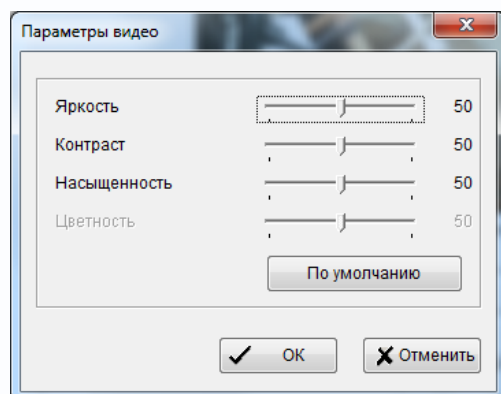 Параметры видео
Яркость 50
Контраст 50
Насыщенность 50
Цветность 50
По умолчанию
OK
Отменить